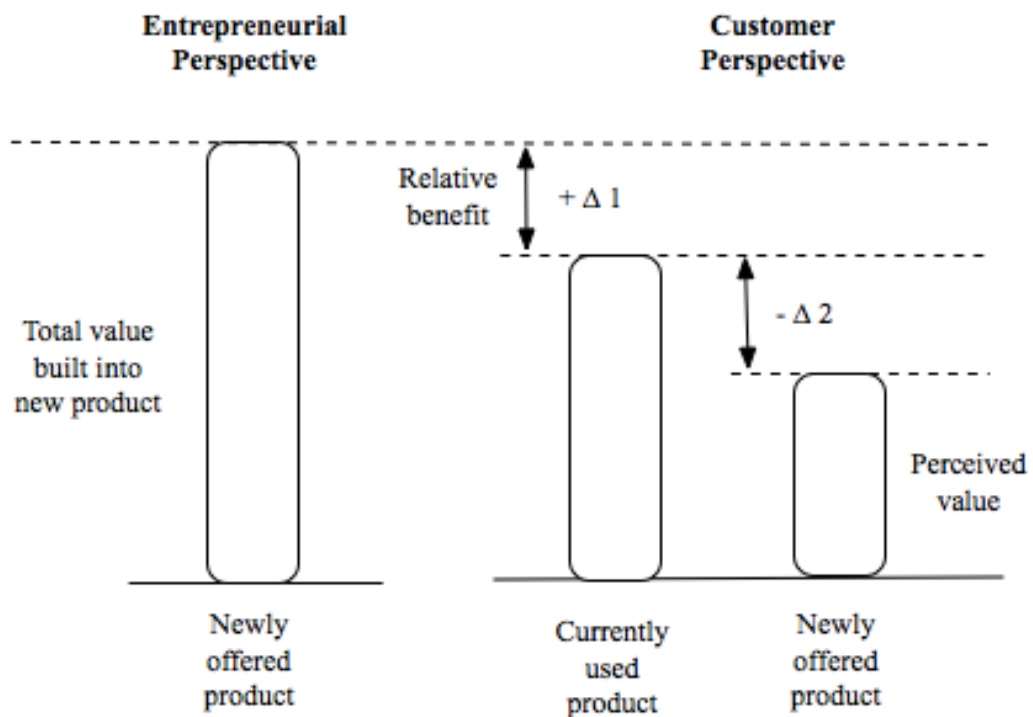 Entrepreneurial
Perspective
Customer
Perspective
Relative
benefit
+ Δ 1
- Δ 2
Total value
built into
new product
Perceived
value
Newly
offered
product
Currently
used
product
Newly
offered
product